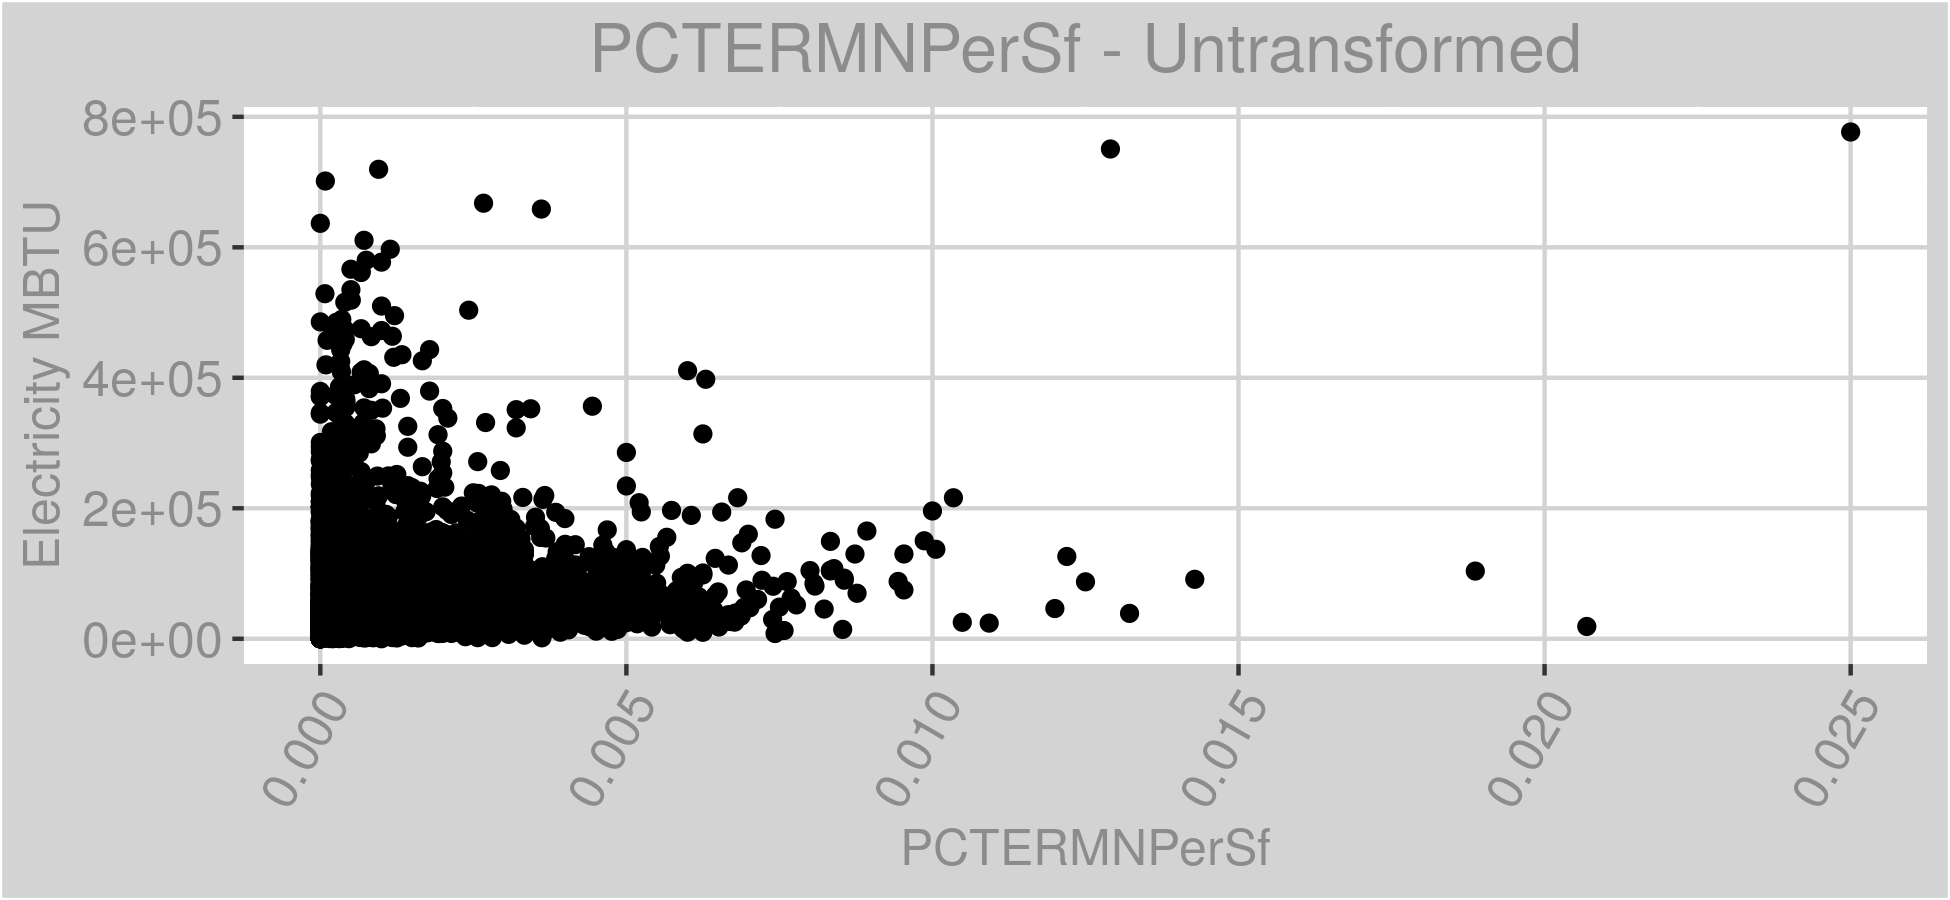 PCTERMNPerSf - Untransformed
Electricity MBTU
8e+05
6e+05
4e+05
2e+05
0e+00
0.000
0.005
0.010
0.015
0.020
0.025
PCTERMNPerSf